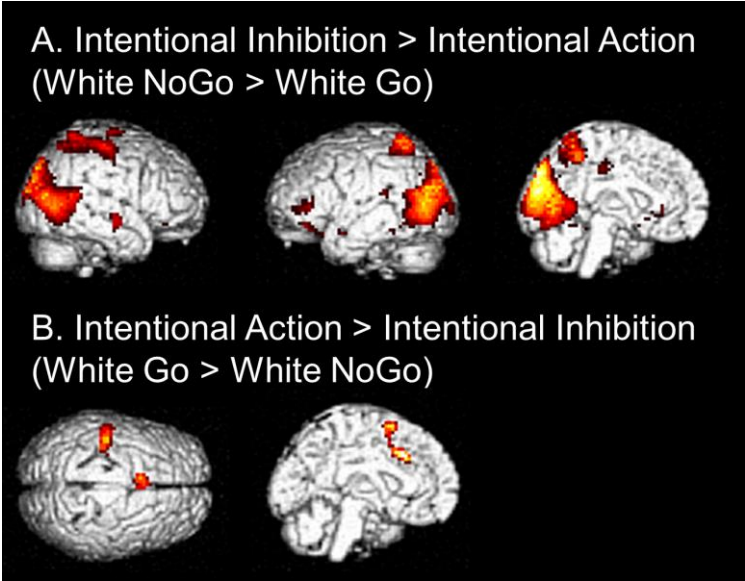 A. Intentional Inhibition > Intentional Action
(White NoGo > White Go)
B. Intentional Action > Intentional Inhibition
(White Go > White NoGo)